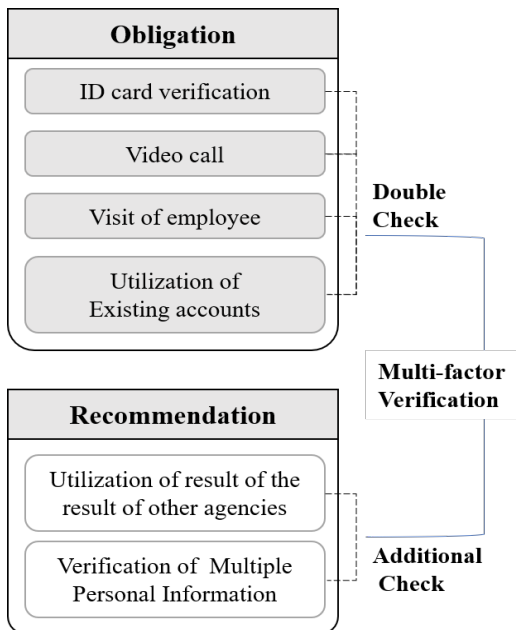 Obligation
ID card verification
Video call
Visit of employee
Utilization of
Existing accounts
Double
Check
Multi-factor
Verification
Recommendation
Utilization of result of the
result of other agencies
Verification of Multiple
Personal Information
Additional
Check